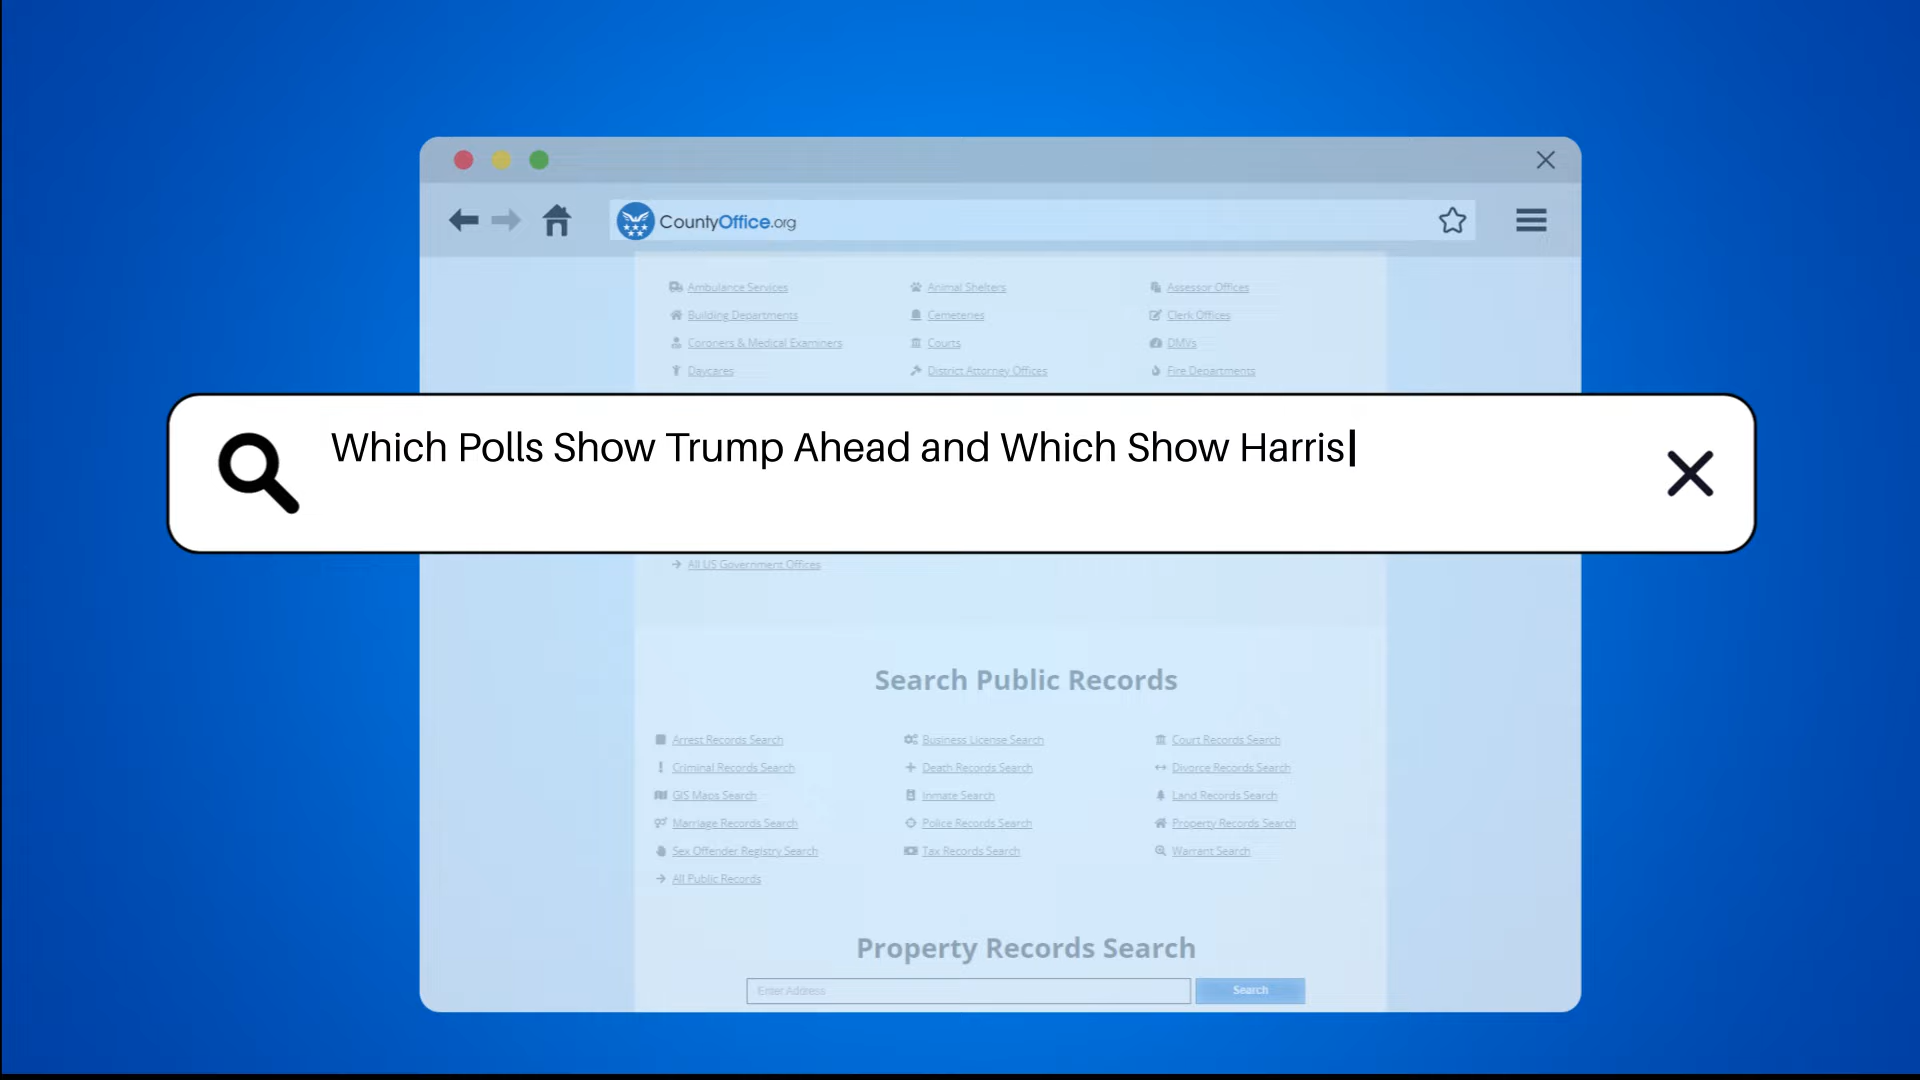 CountyOffice.org
Ambulance Services Animal Shelters Assessor Offices
Building Departments Cemeteries Clerk Offices
Coroners & Medical Examiners Courts DMVs
Daycares District Attorney Offices Fire Departments
Which Polls Show Trump Ahead and Which Show Harris
All US Government Offices
Search Public Records
Arrest Records Search Business License Search Court Records Search
Criminal Records Search Death Records Search Divorce Records Search
GIS Maps Search Inmate Search Land Records Search
Marriage Records Search Police Records Search Property Records Search
Sex Offender Registry Search Tax Records Search Warrant Search
All Public Records
Property Records Search
Enter Address Search